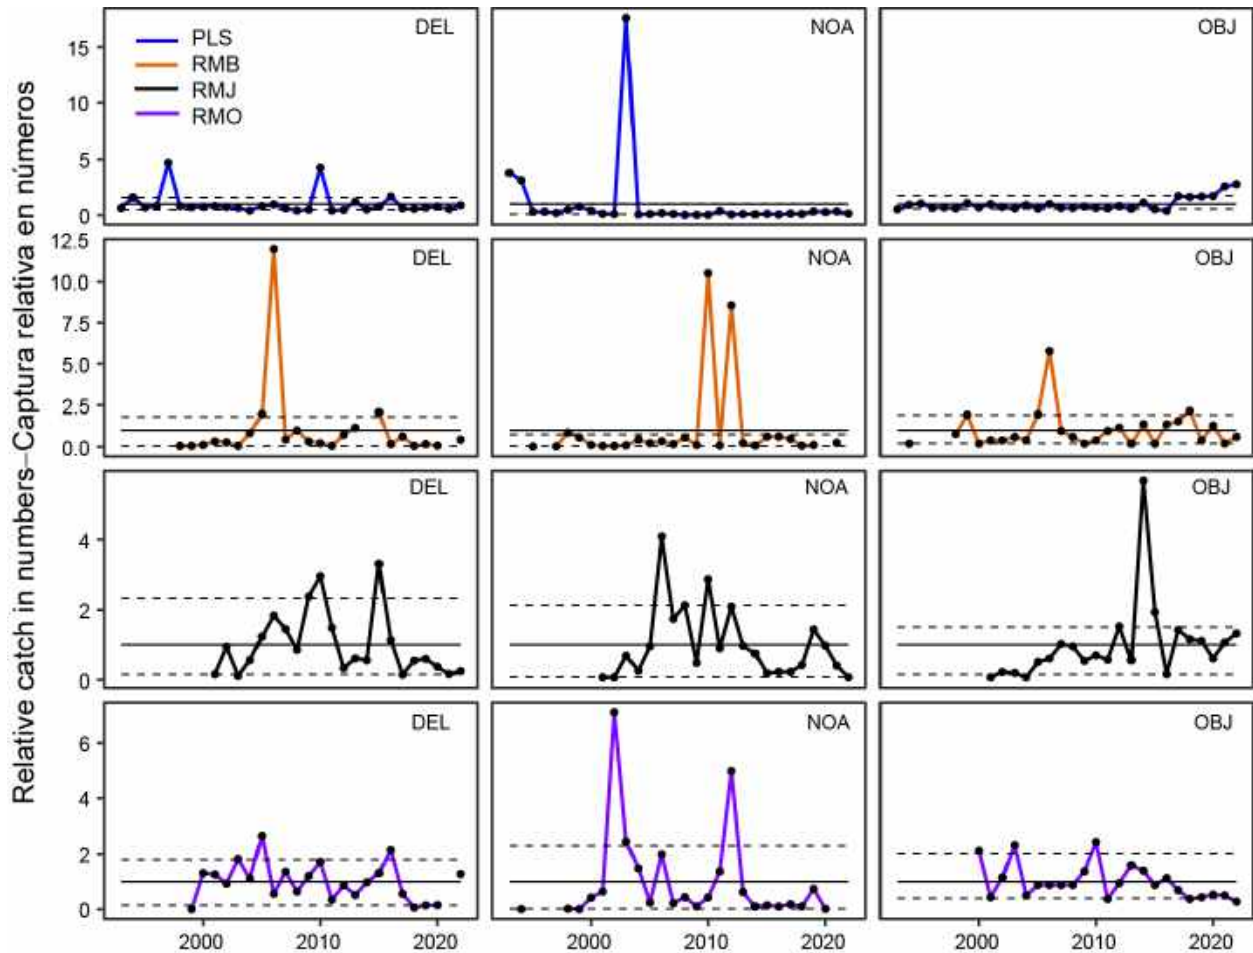 Relative catch in numbers–Captura relativa en números
DEL
NOA
OBJ
PLS
RMB
RMJ
RMO
15
10
5
0
DEL
NOA
OBJ
12.5
10.0
7.5
5.0
2.5
0.0
DEL
NOA
OBJ
4
2
0
DEL
NOA
OBJ
6
4
2
0
2000 2010 2020 2000 2010 2020 2000 2010 2020